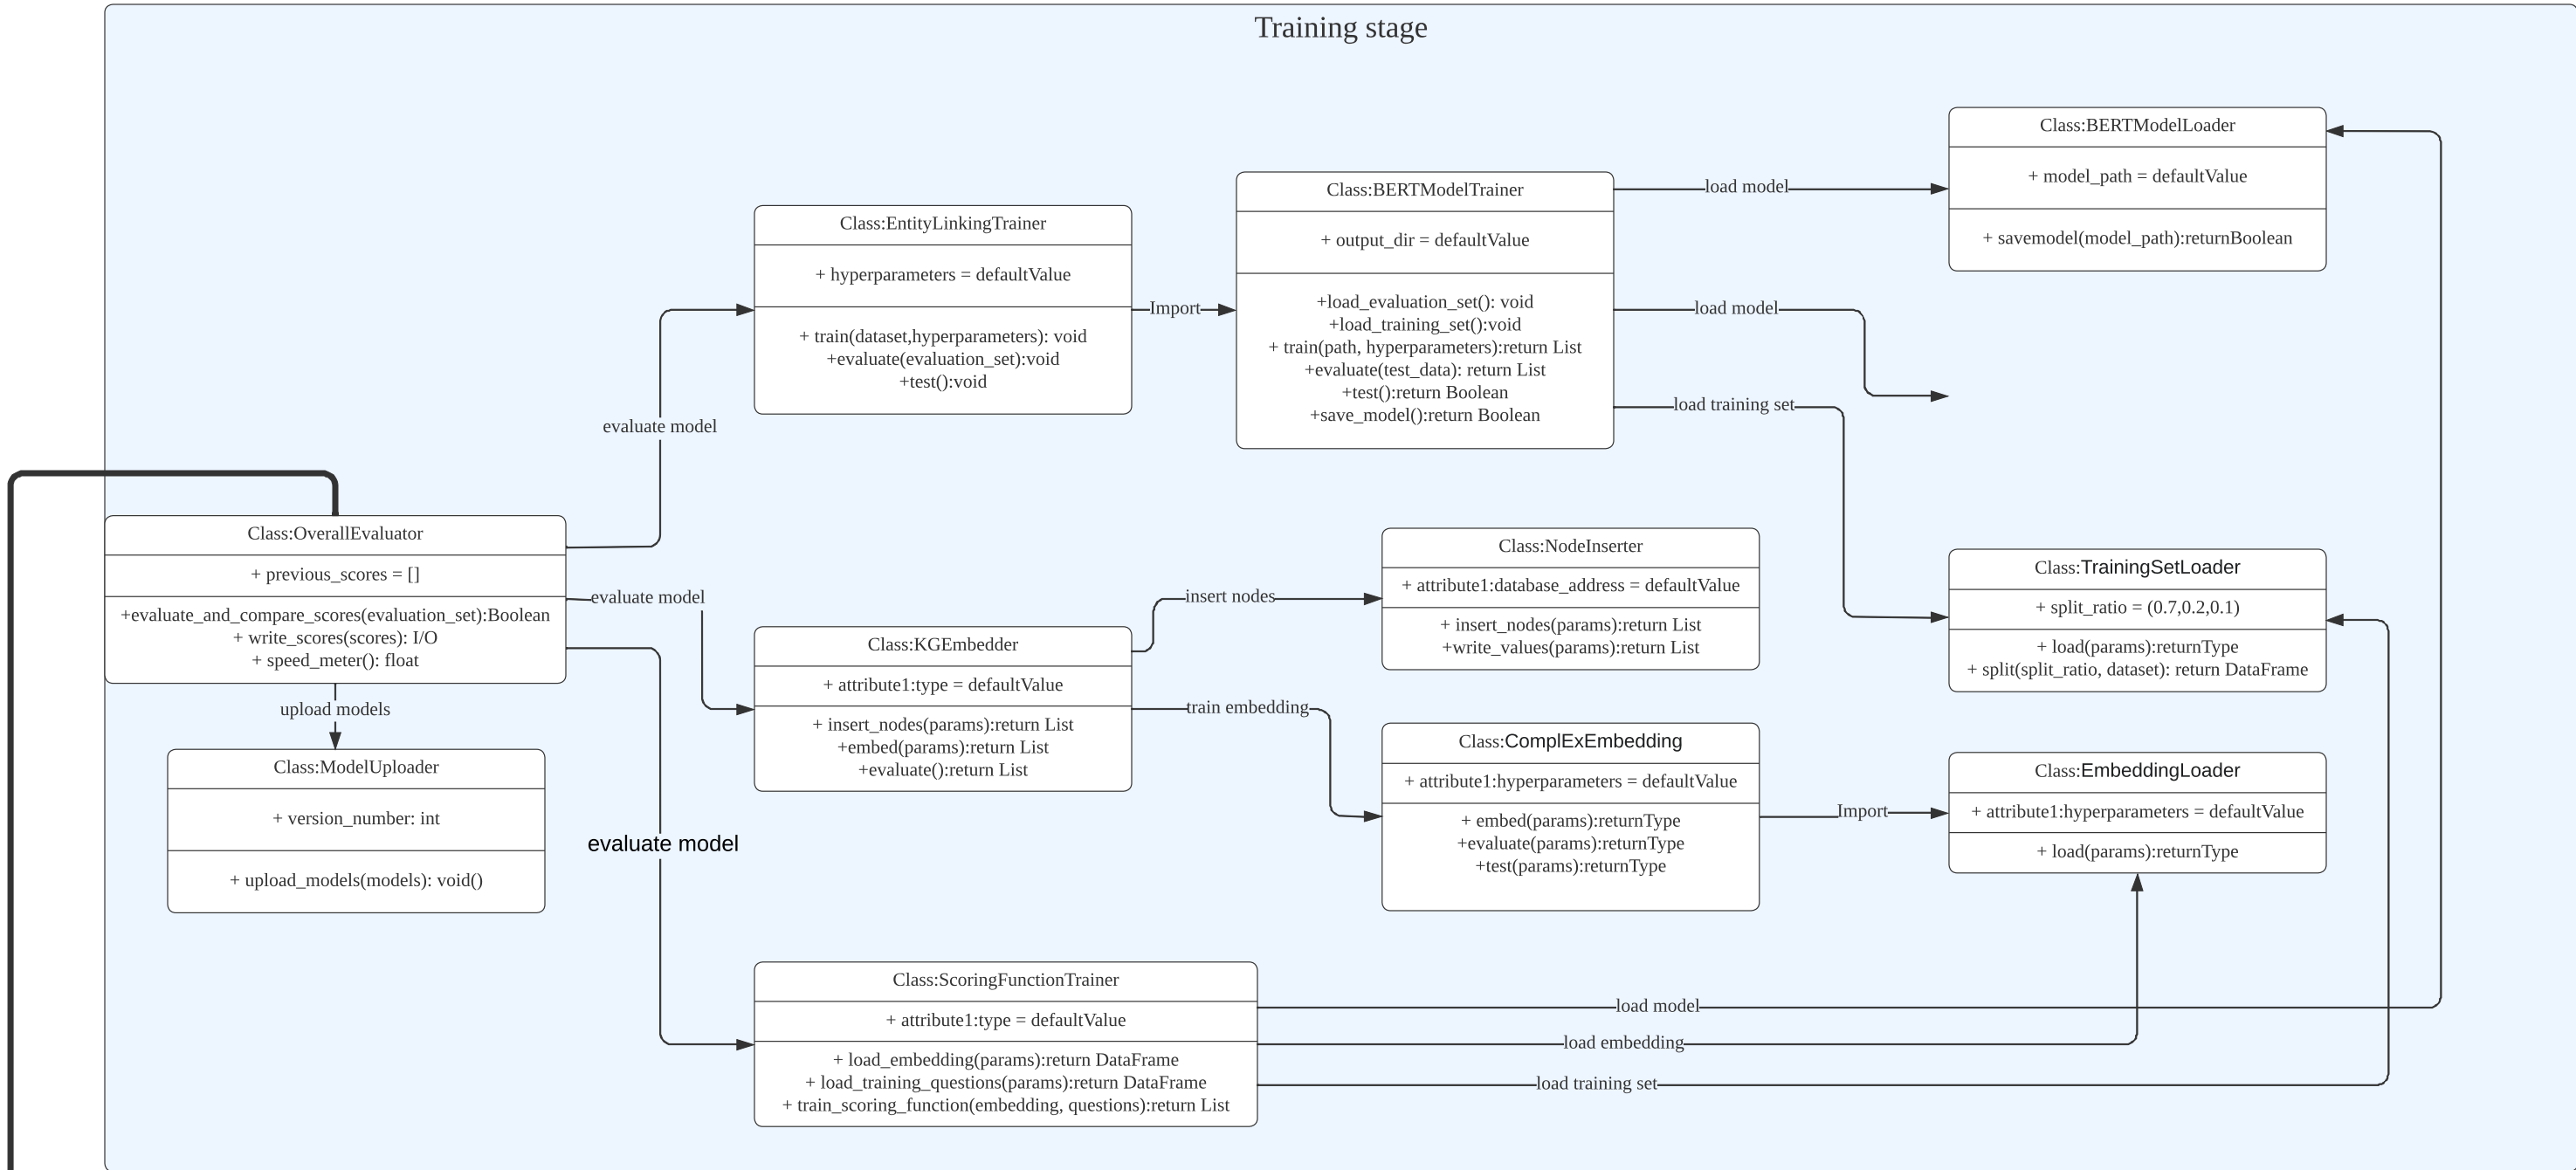 Training stage
Class:BERTModelLoader
+ model_path = defaultValue
+ savemodel(model_path):returnBoolean
Class:BERTModelTrainer
+ output_dir = defaultValue
+load_evaluation_set(): void
+load_training_set():void
+ train(path, hyperparameters):return List
+evaluate(test_data): return List
+test():return Boolean
+save_model():return Boolean
load model
load model
load training set
Class:EntityLinkingTrainer
+ hyperparameters = defaultValue
+ train(dataset,hyperparameters): void
+evaluate(evaluation_set):void
+test():void
Import
evaluate model
Class:OverallEvaluator
+ previous_scores = []
+evaluate_and_compare_scores(evaluation_set):Boolean
+ write_scores(scores): I/O
+ speed_meter(): float
evaluate model
upload models
Class:ModelUploader
+ version_number: int
+ upload_models(models): void()
evaluate model
Class:KGEmbedder
+ attribute1:type = defaultValue
+ insert_nodes(params):return List
+embed(params):return List
+evaluate():return List
insert nodes
train embedding
Class:NodeInserter
+ attribute1:database_address = defaultValue
+ insert_nodes(params):return List
+write_values(params):return List
Class:TrainingSetLoader
+ split_ratio = (0.7,0.2,0.1)
+ load(params):returnType
+ split(split_ratio, dataset): return DataFrame
Class:ComplExEmbedding
+ attribute1:hyperparameters = defaultValue
+ embed(params):returnType
+evaluate(params):returnType
+test(params):returnType
Import
Class:EmbeddingLoader
+ attribute1:hyperparameters = defaultValue
+ load(params):returnType
Class:ScoringFunctionTrainer
+ attribute1:type = defaultValue
+ load_embedding(params):return DataFrame
+ load_training_questions(params):return DataFrame
+ train_scoring_function(embedding, questions):return List
load model
load embedding
load training set